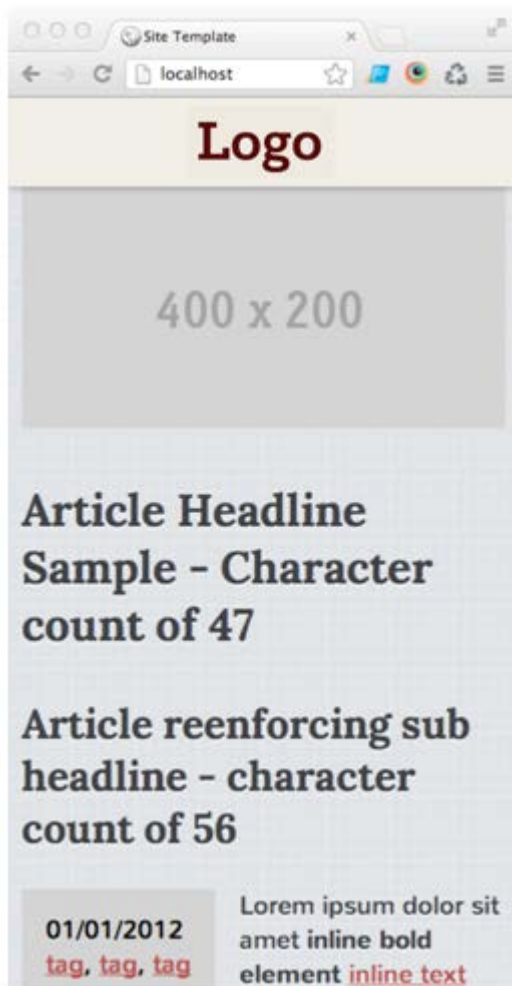 Site Template
localhost
Logo
400 x 200
Article Headline
Sample - Character
count of 47
Article reenforcing sub
headline - character
count of 56
01/01/2012
tag, tag, tag
Lorem ipsum dolor sit
amet inline bold
element inline text